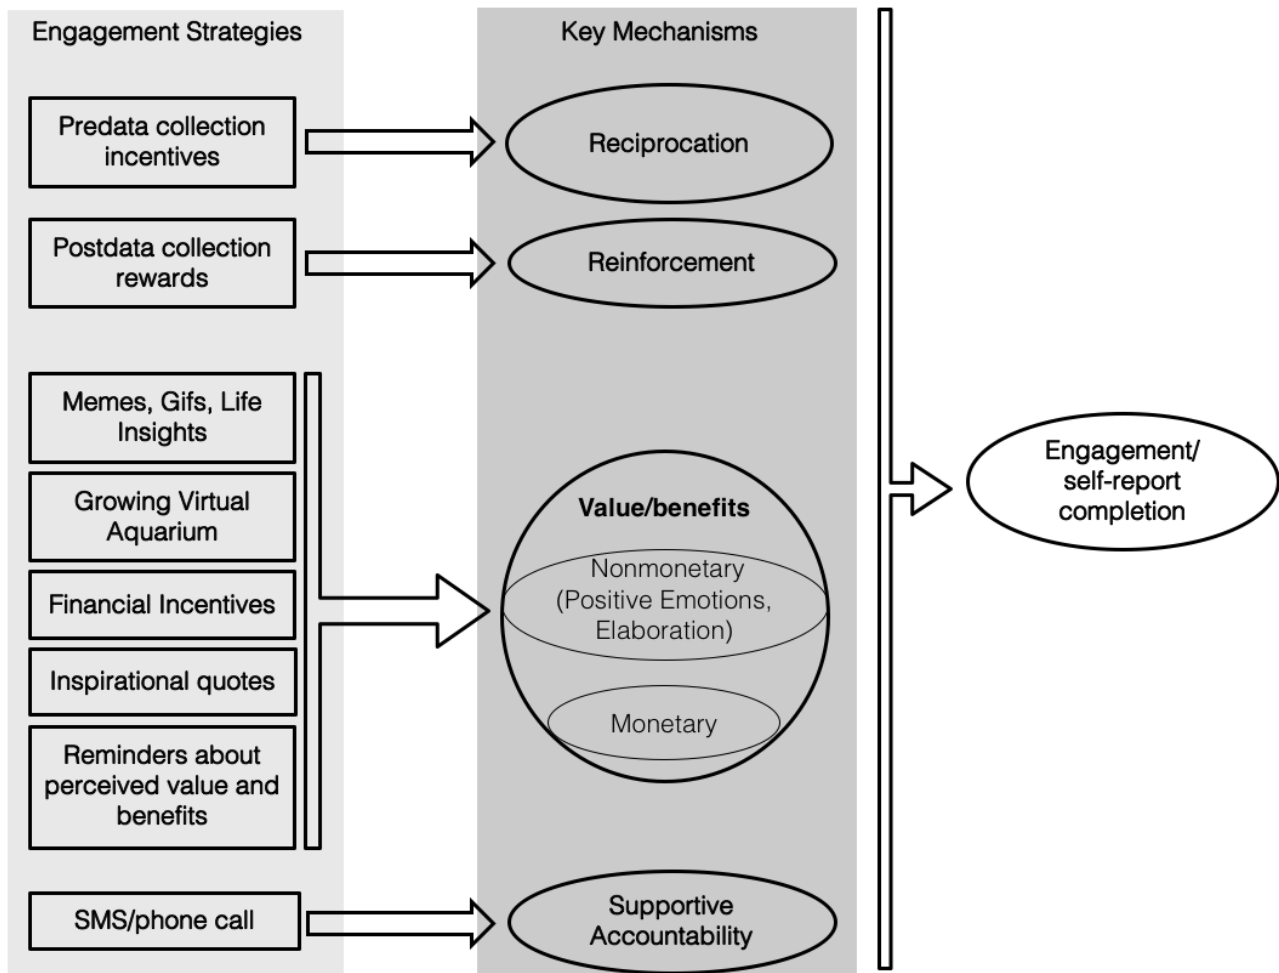 Engagement Strategies
Key Mechanisms
Predata collection
incentives
Reciprocation
Postdata collection
rewards
Reinforcement
Memes, Gifs, Life
Insights
Growing Virtual
Aquarium
Financial Incentives
Inspirational quotes
Reminders about
perceived value and
benefits
Value/benefits
Nonmonetary
(Positive Emotions,
Elaboration)
Monetary
SMS/phone call
Supportive
Accountability
Engagement/
self-report
completion